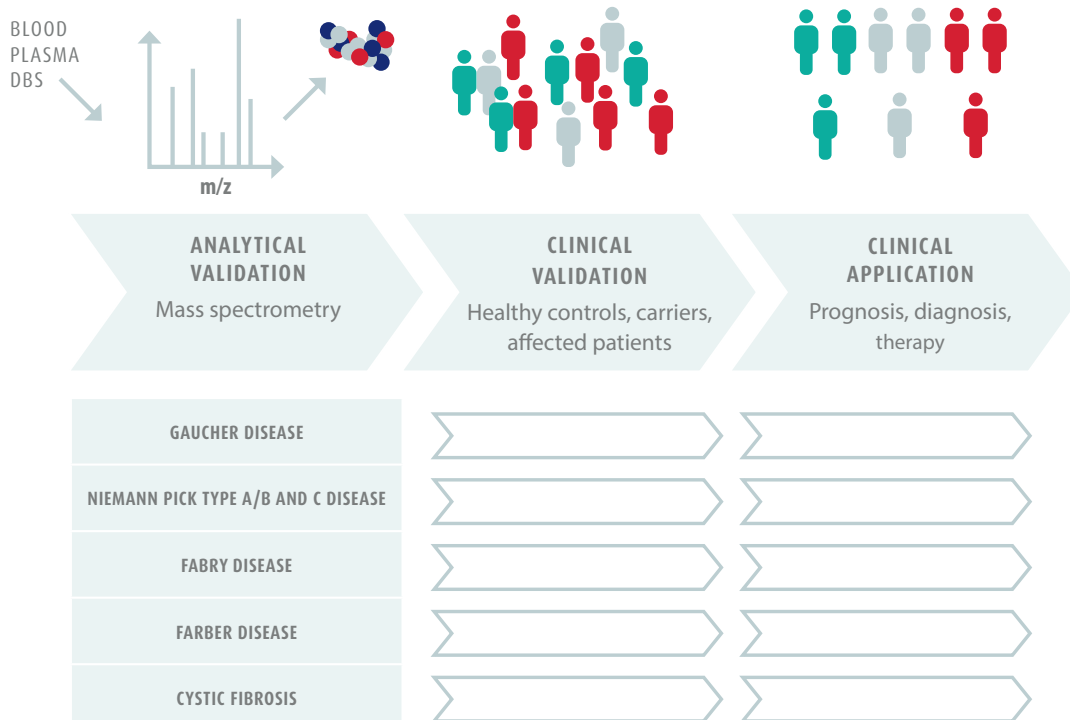 BLOOD
PLASMA
DBS
m/z
ANALYTICAL
VALIDATION
Mass spectrometry
CLINICAL
VALIDATION
Healthy controls, carriers,
affected patients
CLINICAL
APPLICATION
Prognosis, diagnosis,
therapy
GAUCHER DISEASE
NIEMANN PICK TYPE A/B AND C DISEASE
FABRY DISEASE
FARBER DISEASE
CYSTIC FIBROSIS